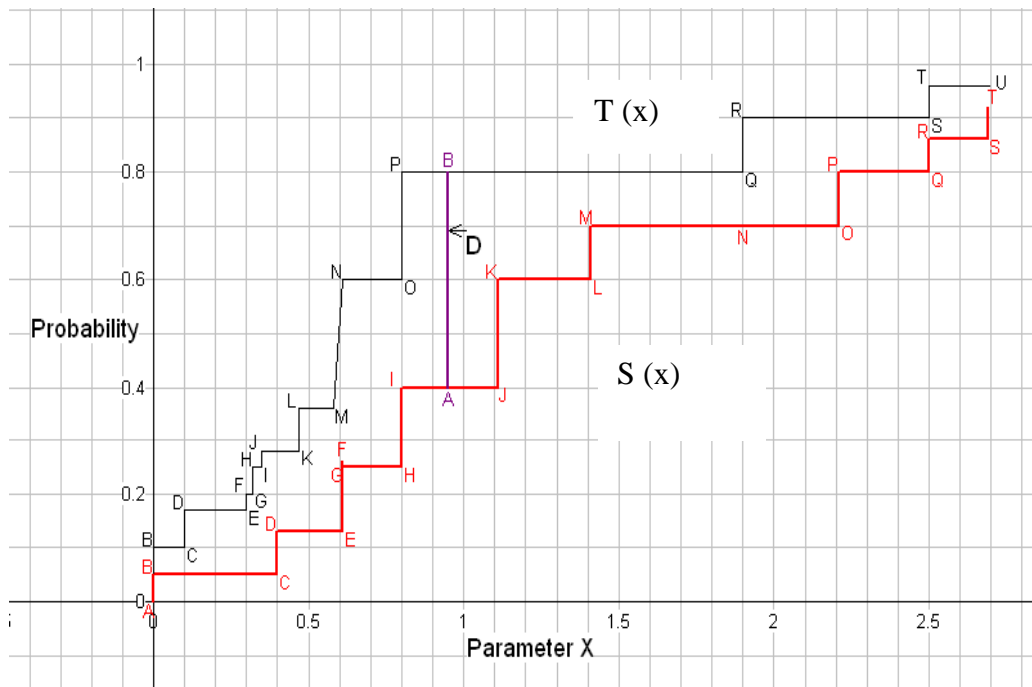 1
T
U
R
T
T (x)
S
R
S
P
B
0.8
Q
P
Q
D
M
N
O
K
N
0.6
O
L
Probability
I
0.4
S (x)
L
A
J
M
J
F
H
K
I
G
H
F
0.2
D
G
E
D
B
E
C
B
C
0
A
0
0.5
1
1.5
2
2.5
Parameter X